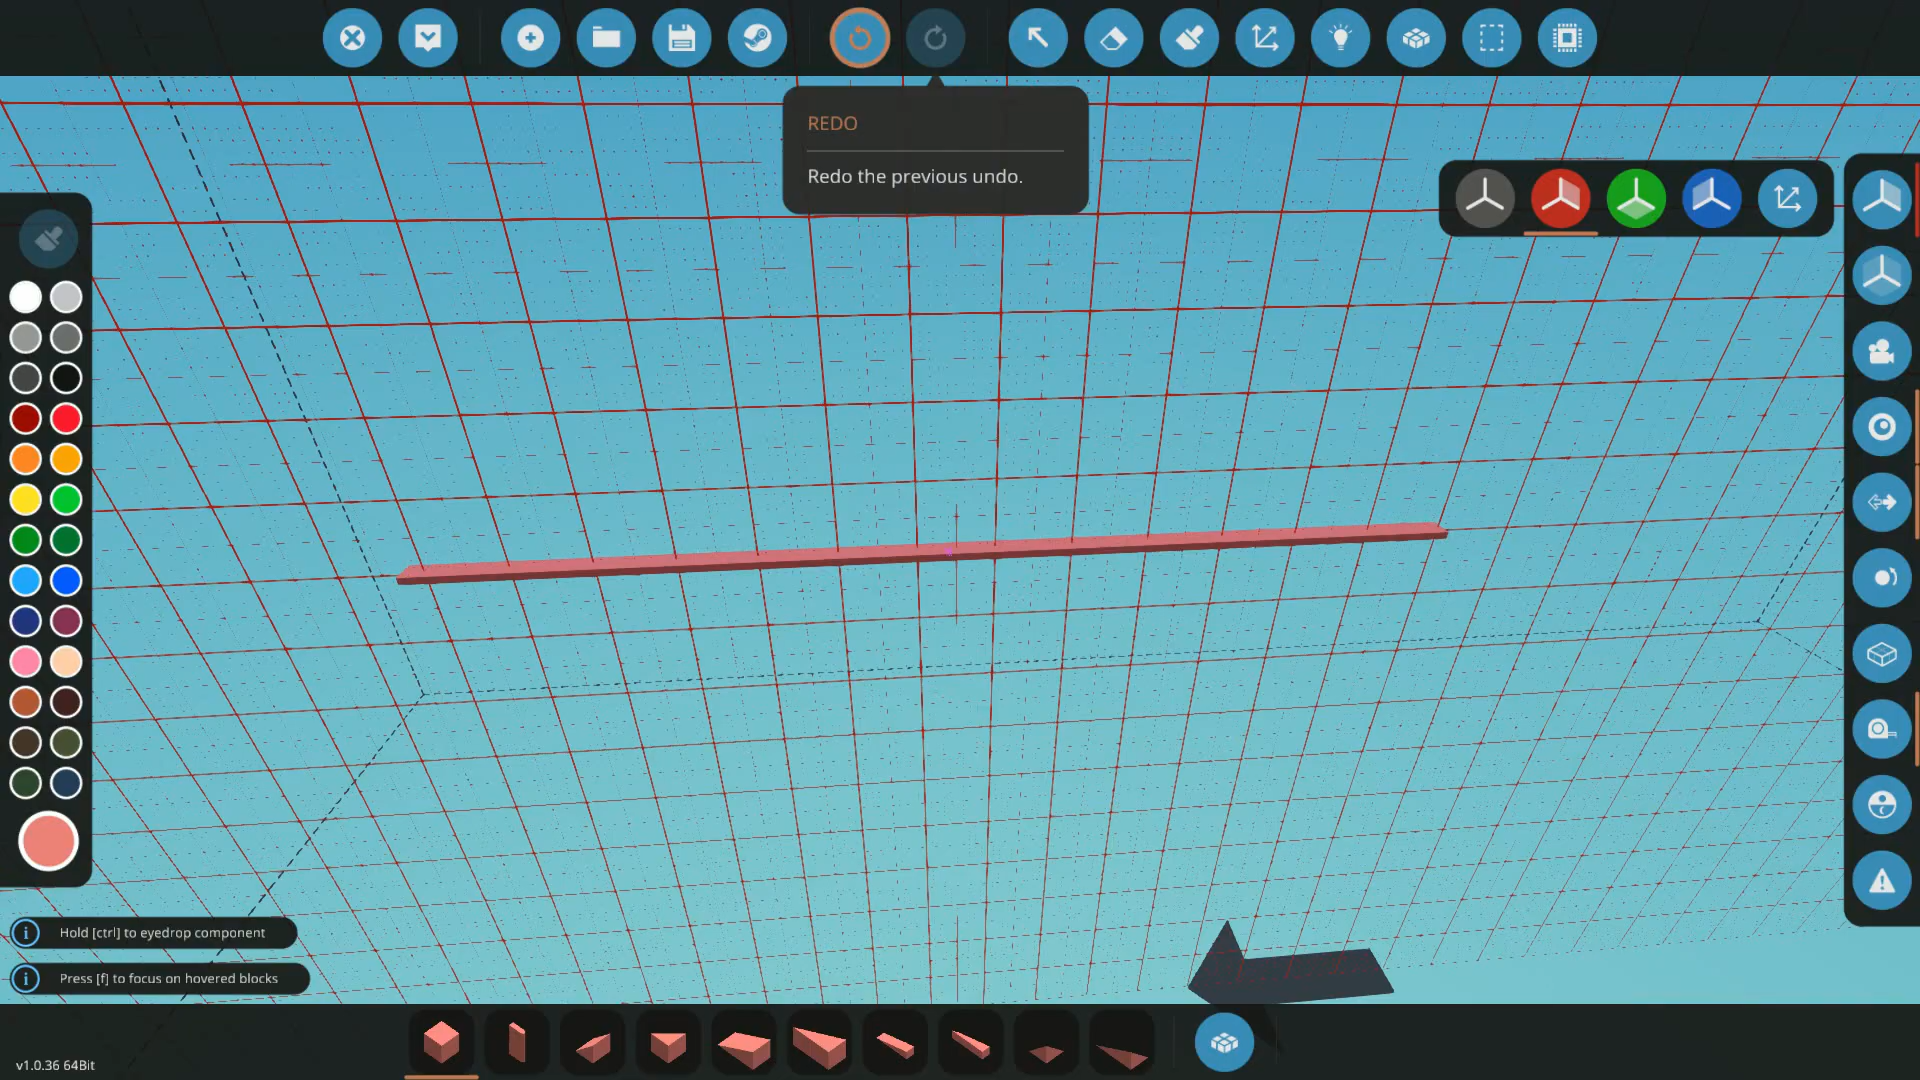 REDO
Redo the previous undo.
Hold [ctrl] to eyedrop component
Press [f] to focus on hovered blocks
v1.0.36 64Bit